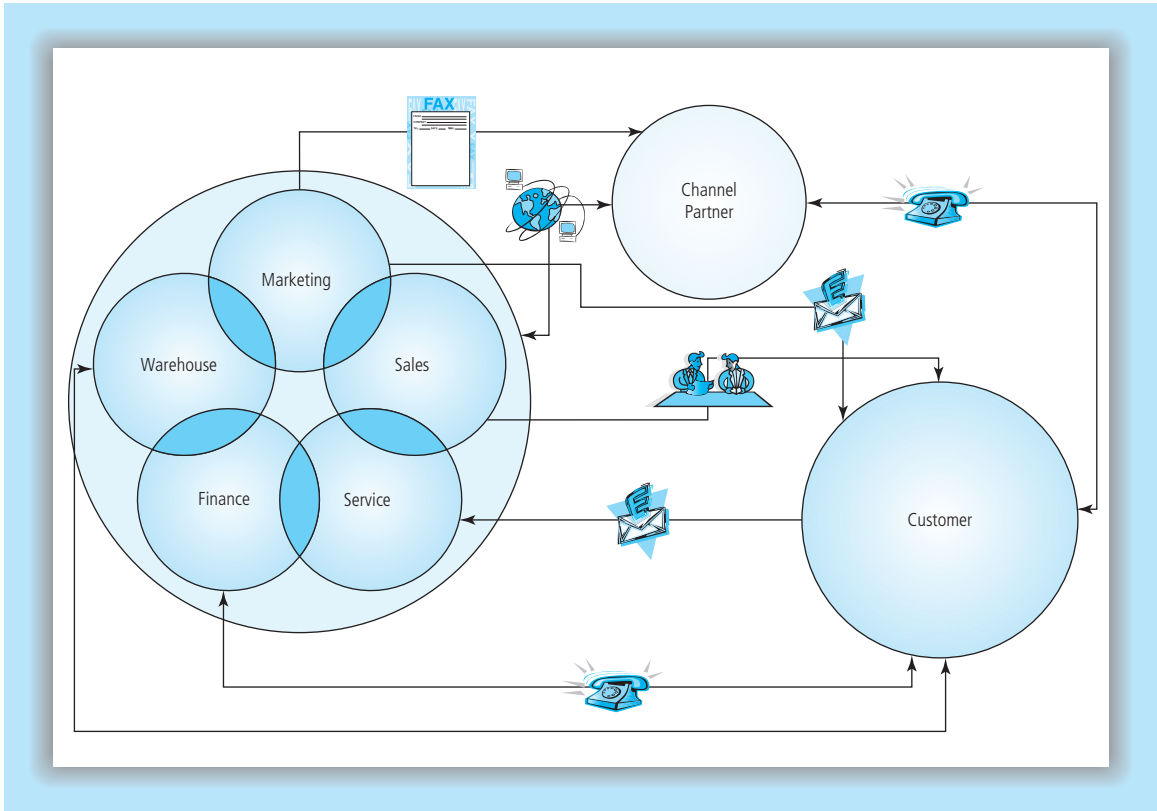 FAX
Channel
Partner
Marketing
Warehouse
Sales
Finance
Service
Customer